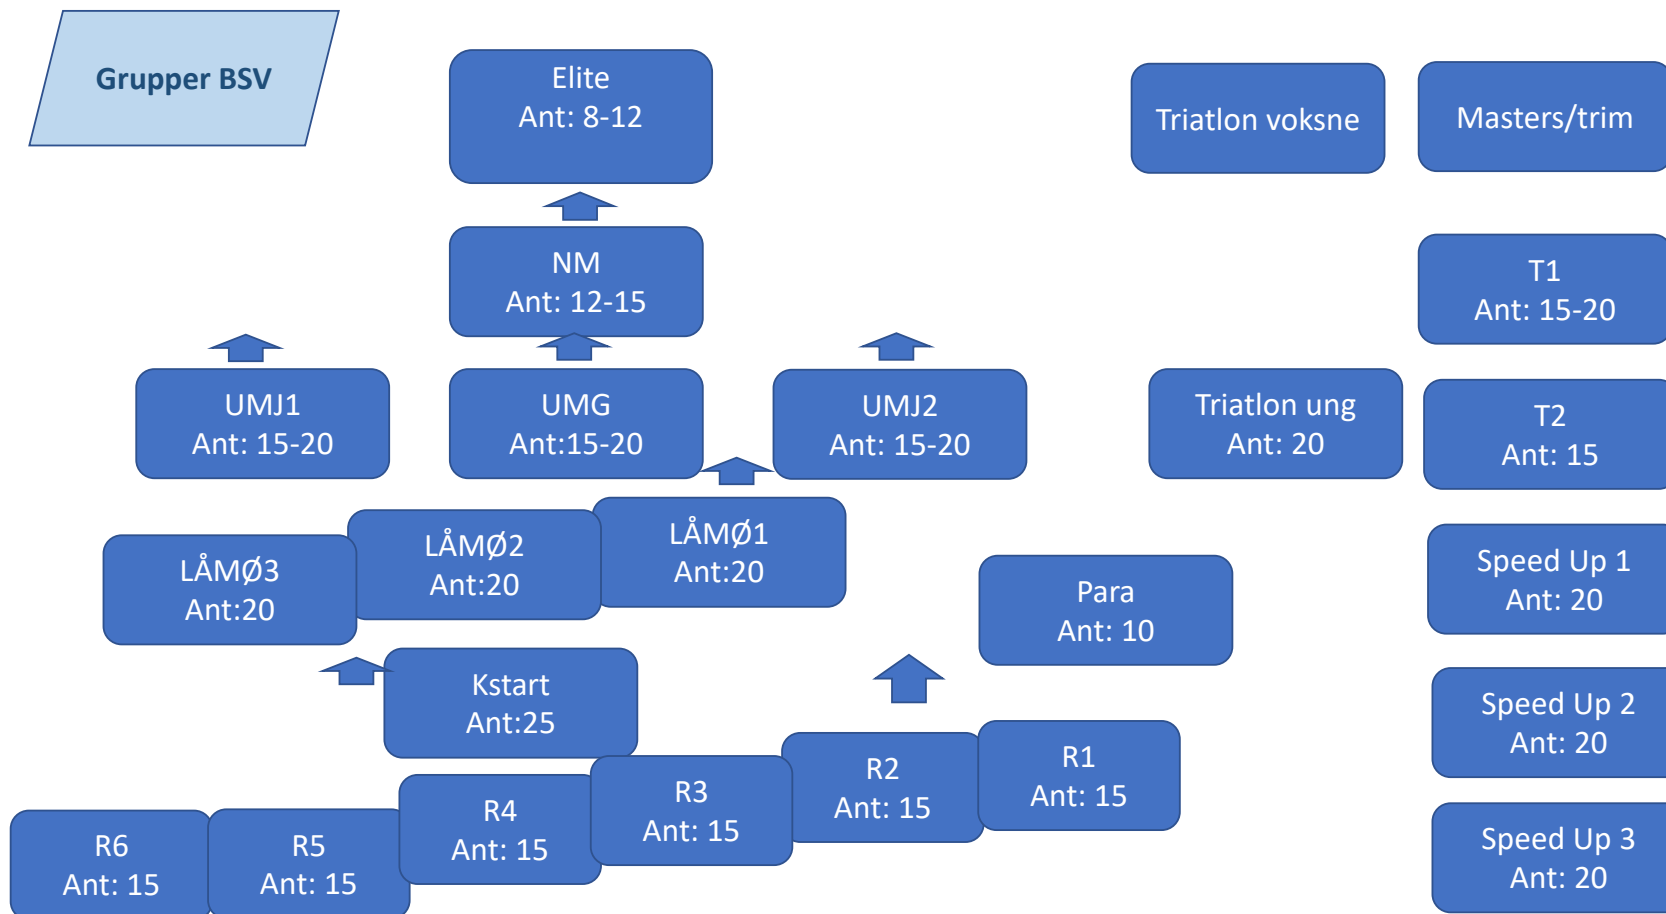 Grupper BSV
Elite
Ant: 8-12
Triatlon voksne
Masters/trim
NM
Ant: 12-15
T1
Ant: 15-20
UMJ1
Ant: 15-20
UMG
Ant:15-20
UMJ2
Ant: 15-20
Triatlon ung
Ant: 20
T2
Ant: 15
LÅMØ3
Ant:20
LÅMØ2
Ant:20
LÅMØ1
Ant:20
Para
Ant: 10
Speed Up 1
Ant: 20
Kstart
Ant:25
Speed Up 2
Ant: 20
R6
Ant: 15
R5
Ant: 15
R4
Ant: 15
R3
Ant: 15
R2
Ant: 15
R1
Ant: 15
Speed Up 3
Ant: 20